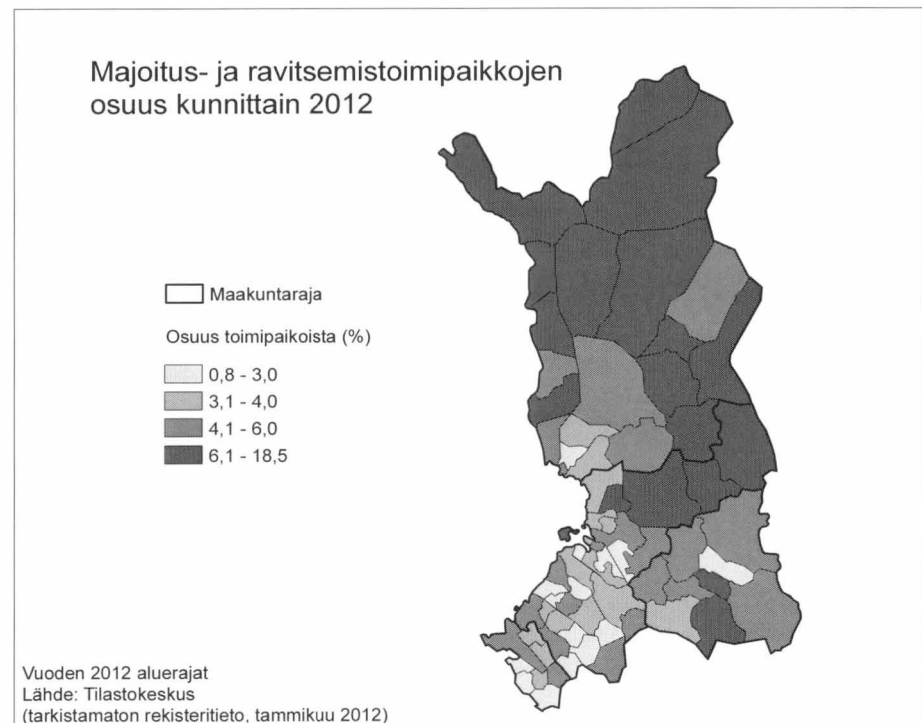 Majoitus- ja ravitsemistoimipaikkojen
osuus kunnittain 2012
Maakuntaraja
Osuus toimipaikoista (%)
0,8 - 3,0
3,1 - 4,0
4,1 - 6,0
6,1 - 18,5
Vuoden 2012 aluerajat
Lähde: Tilastokeskus
(tarkistamaton rekisteritieto, tammikuu 2012)